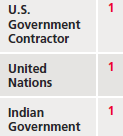 U.S. 1
Government
Contractor
United 1
Nations
Indian 1
Government